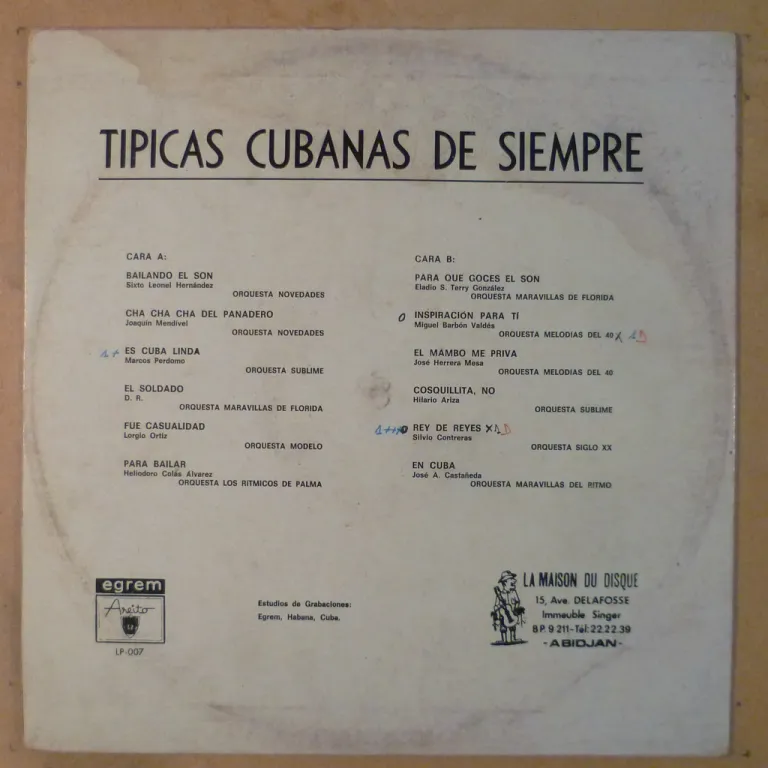 TIPICAS CUBANAS DE SIEMPRE
CARA A:
BAILANDO EL SON
Sixto Leonel Hernández
ORQUESTA NOVEDADES
CHA CHA CHA DEL PANADERO
Joaquín Mendivel
ORQUESTA NOVEDADES
ES CUBA LINDA
Marcos Perdomo
ORQUESTA SUBLIME
EL SOLDADO
D. R.
ORQUESTA MARAVILLAS DE FLORIDA
FUE CASUALIDAD
Lorgio Ortiz
ORQUESTA MODELO
PARA BAILAR
Heliodoro Calás Alvarez
ORQUESTA LOS RITMICOS DE PALMA
CARA B:
PARA QUE GOCES EL SON
Eladio S. Terry González
ORQUESTA MARAVILLAS DE FLORIDA
INSPIRACIÓN PARA TÍ
Miguel Barbón Valdés
ORQUESTA MELODIAS DEL 40
EL MAMBO ME PRIVA
José Herrera Mesa
ORQUESTA MELODIAS DEL 40
COSQUILLITA, NO
Hilario Ariza
ORQUESTA SUBLIME
REY DE REYES
Silvio Contreras
ORQUESTA SIGLO XX
EN CUBA
José A. Castañeda
ORQUESTA MARAVILLAS DEL RITMO
egrem
Areito
LP-007
Estudios de Grabaciones:
Egrem, Habana, Cuba.
LA MAISON DU DISQUE
15, Ave. DELAFOSSE
Immeuble Singer
BP. 9 211-Tél: 22.22 39
-ABIDJAN-